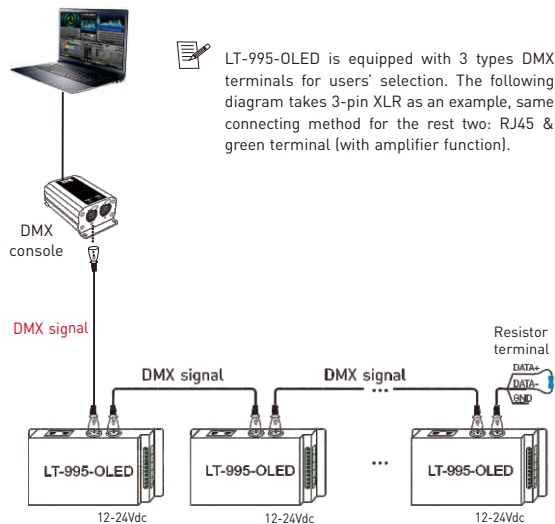 LT-995-OLED is equipped with 3 types DMX
terminals for users' selection. The following
diagram takes 3-pin XLR as an example, same
connecting method for the rest two: RJ45 &
green terminal (with amplifier function).
DMX
console
DMX signal
DMX signal
DMX signal
...
Resistor
terminal
DATA+
DATA-
GND
LT-995-OLED
LT-995-OLED
...
LT-995-OLED
12-24Vdc
12-24Vdc
12-24Vdc